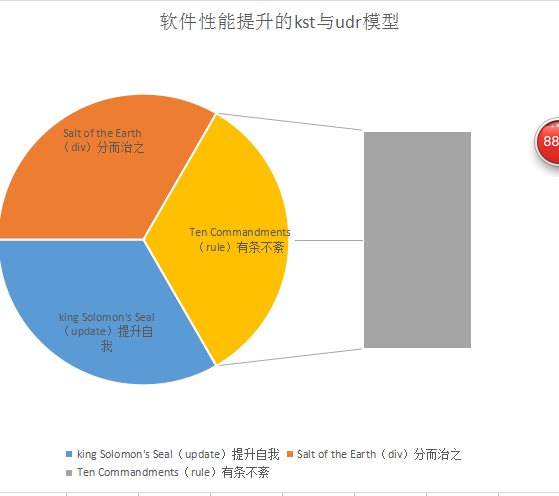 软件性能提升的kst与udr模型
88
Salt of the Earth
（div）分而治之
Ten Commandments
（rule）有条不紊
king Solomon's Seal
（update）提升自
我
king Solomon's Seal（update）提升自我
Salt of the Earth（div）分而治之
Ten Commandments（rule）有条不紊